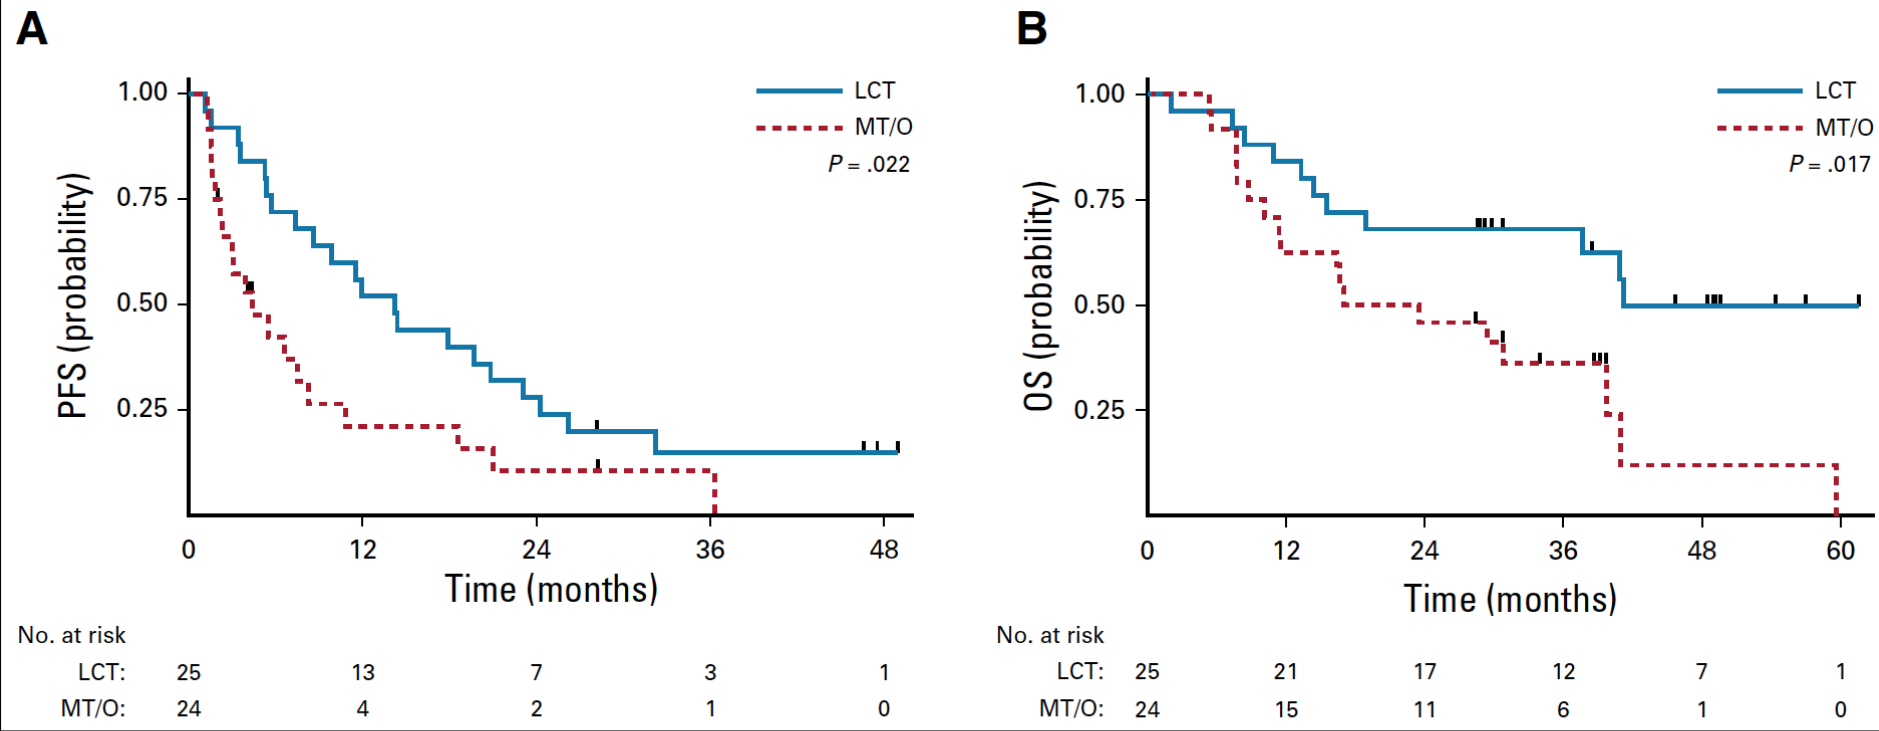 A
1.00
0.75
0.50
0.25
PFS (probability)
LCT
MT/O
P = .022
0 12 24 36 48
Time (months)
No. at risk
LCT: 25 13 7 3 1
MT/O: 24 4 2 1 0
B
1.00
0.75
0.50
0.25
OS (probability)
LCT
MT/O
P = .017
0 12 24 36 48 60
Time (months)
No. at risk
LCT: 25 21 17 12 7 1
MT/O: 24 15 11 6 1 0